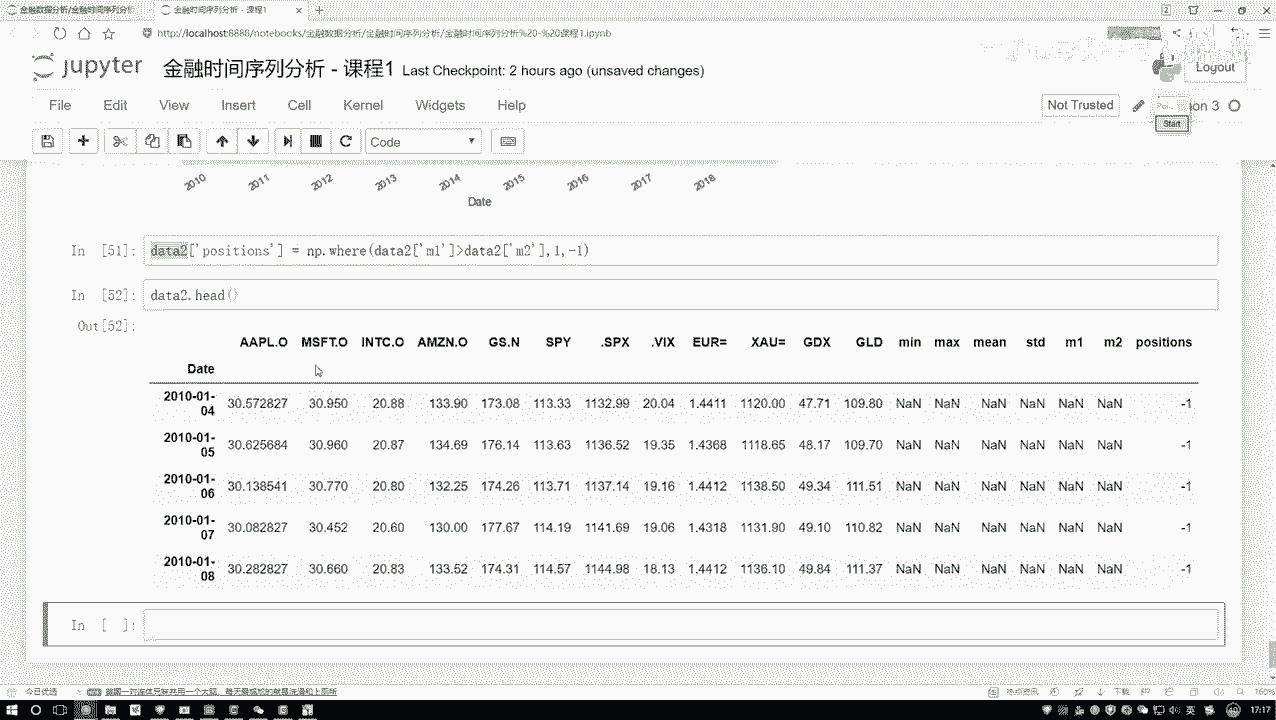 金融数据分析/金融时间序列分析
金融时间序列分析 - 课程1
http://localhost:8888/notebooks/金融数据分析/金融时间序列分析/金融时间序列分析%20-%20课程1.ipynb
jupyter 金融时间序列分析 - 课程1 Last Checkpoint: 2 hours ago (unsaved changes)
Logout
File Edit View Insert Cell Kernel Widgets Help
Not Trusted
on 3
Start
Code
2010 2011 2012 2013 2014 2015 2016 2017 2018
Date
In [51]: data2['positions'] = np.where(data2['m1']>data2['m2'],1,-1)
In [52]: data2.head()
Out[52]:
AAPL.O MSFT.O INTC.O AMZN.O GS.N SPY .SPX .VIX EUR= XAU= GDX GLD min max mean std m1 m2 positions
Date
2010-01-04 30.572827 30.950 20.88 133.90 173.08 113.33 1132.99 20.04 1.4411 1120.00 47.71 109.80 NaN NaN NaN NaN NaN NaN -1
2010-01-05 30.625684 30.960 20.87 134.69 176.14 113.63 1136.52 19.35 1.4368 1118.65 48.17 109.70 NaN NaN NaN NaN NaN NaN -1
2010-01-06 30.138541 30.770 20.80 132.25 174.26 113.71 1137.14 19.16 1.4412 1138.50 49.34 111.51 NaN NaN NaN NaN NaN NaN -1
2010-01-07 30.082827 30.452 20.60 130.00 177.67 114.19 1141.69 19.06 1.4318 1131.90 49.10 110.82 NaN NaN NaN NaN NaN NaN -1
2010-01-08 30.282827 30.660 20.83 133.52 174.31 114.57 1144.98 18.13 1.4412 1136.10 49.84 111.37 NaN NaN NaN NaN NaN NaN -1
In [ ]:
今日优选
热点资讯
下载
160%
英
17:17